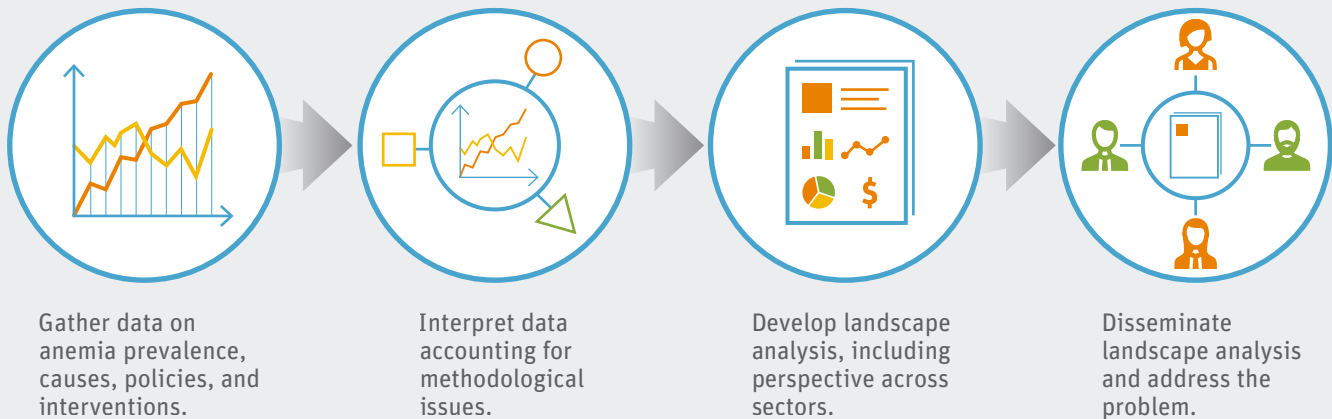 Gather data on
anemia prevalence,
causes, policies, and
interventions.
Interpret data
accounting for
methodological
issues.
$
Develop landscape
analysis, including
perspective across
sectors.
Disseminate
landscape analysis
and address the
problem.